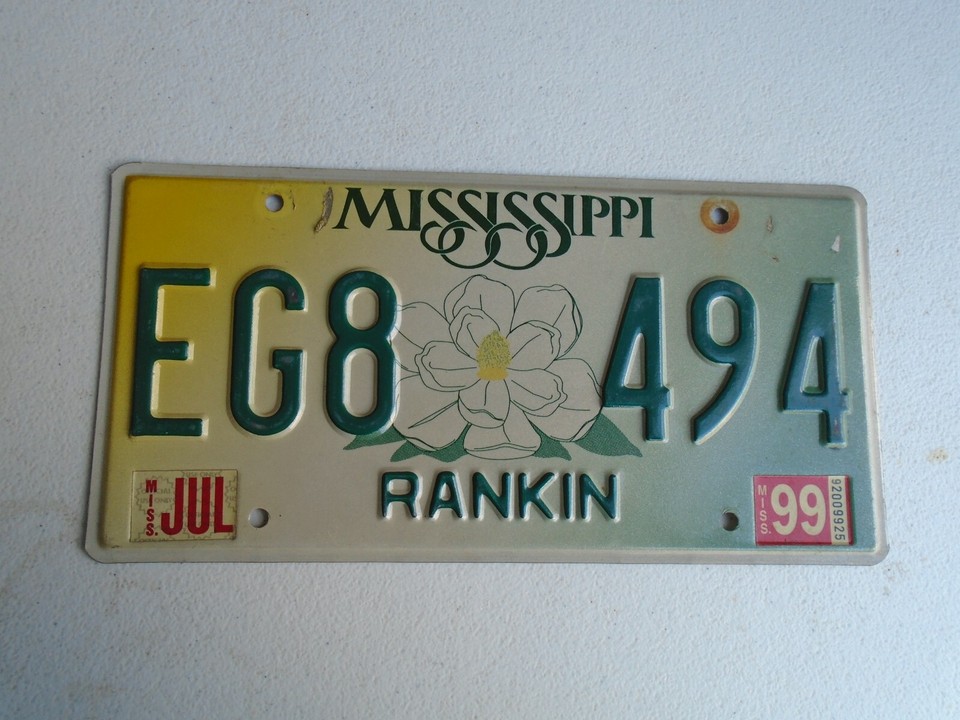 MISSISSIPPI
EG8 494
RANKIN
MISS. JUL
MISS. 99 92009925